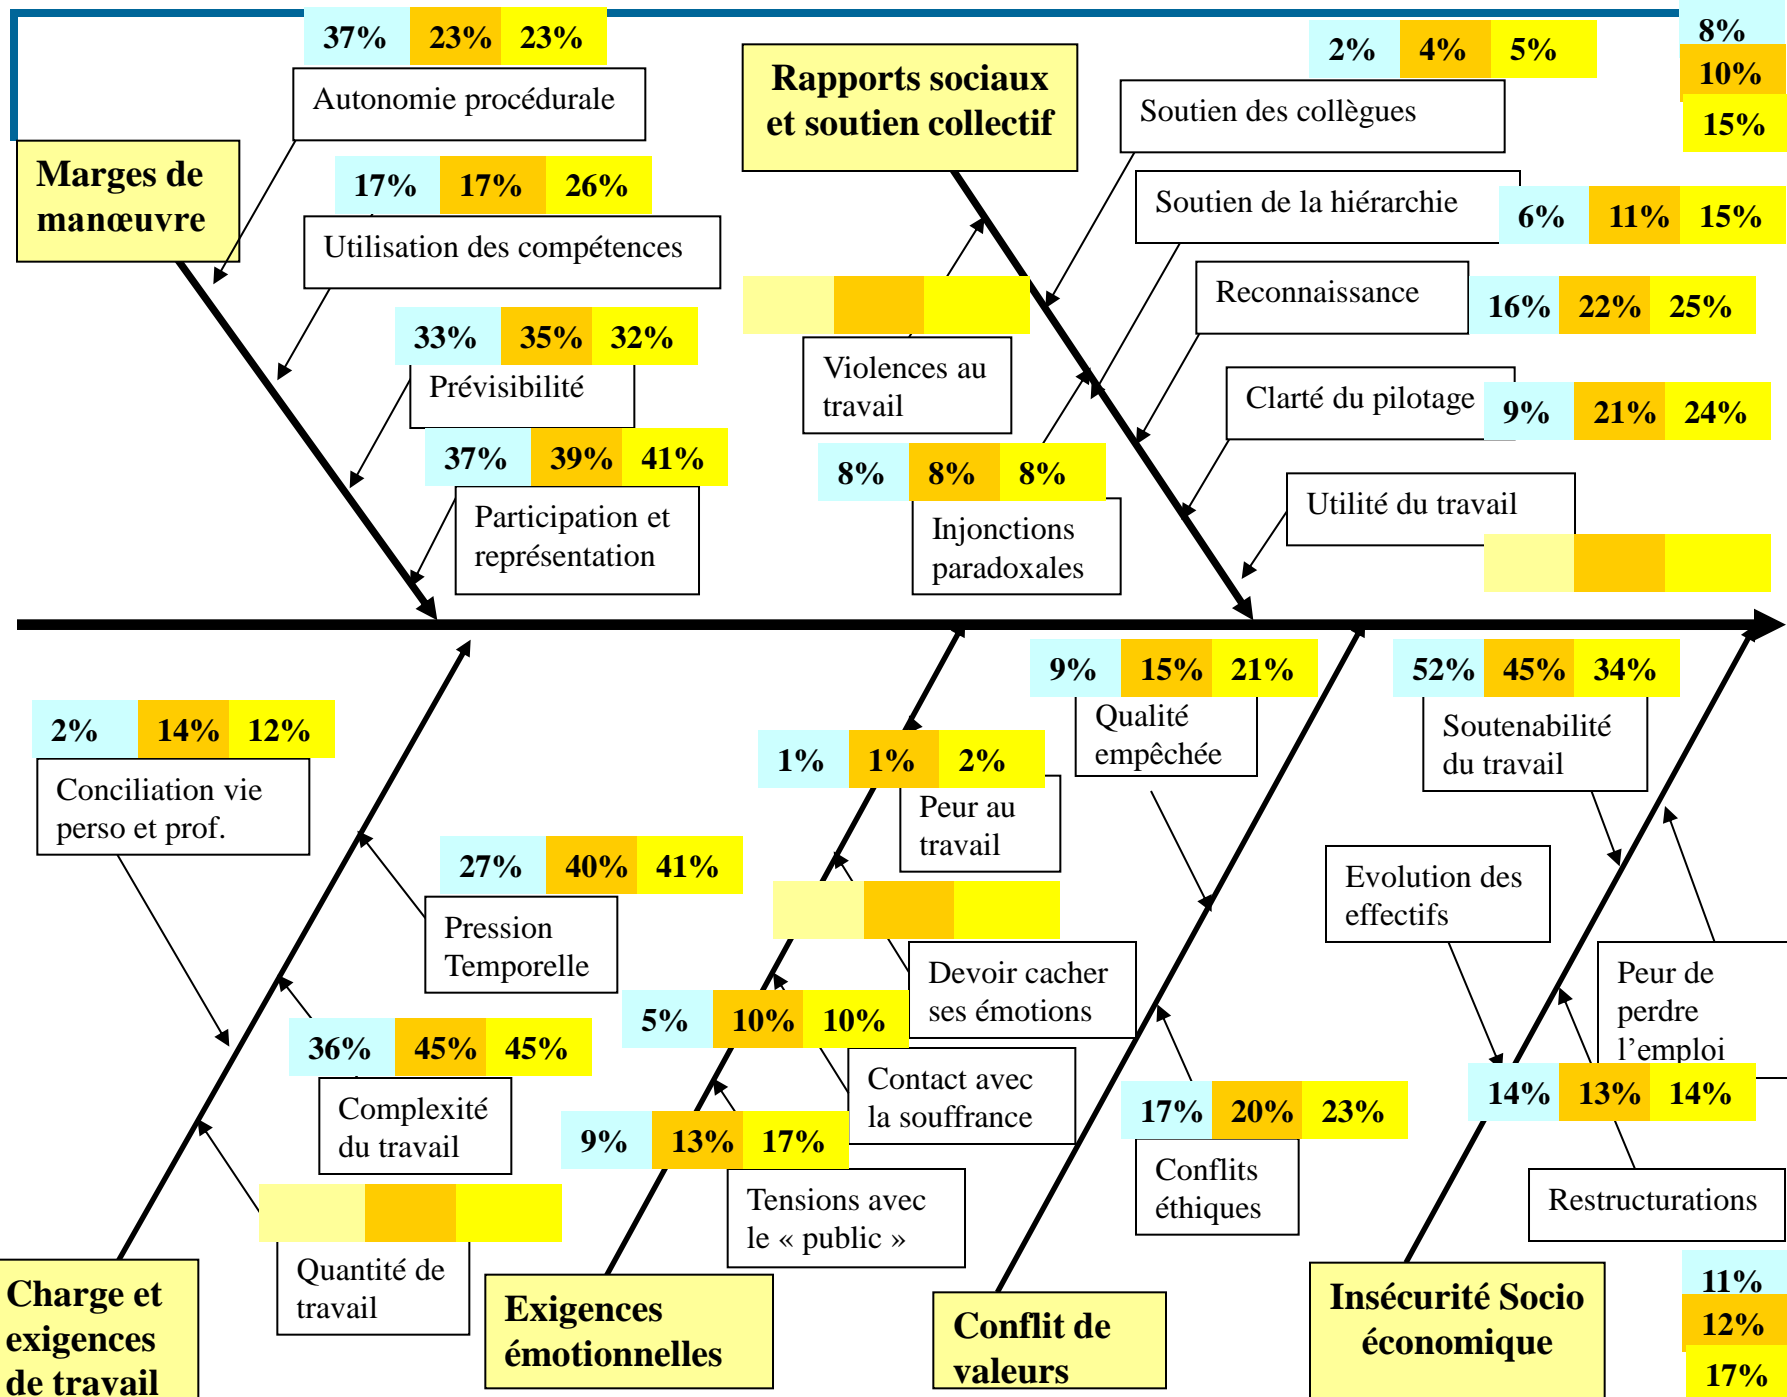 37% 23% 23%
Autonomie procédurale
Marges de
manœuvre
17% 17% 26%
Utilisation des compétences
33% 35% 32%
Prévisibilité
37% 39% 41%
Participation et
représentation
Rapports sociaux
et soutien collectif
2% 4% 5%
Soutien des collègues
8%
10%
15%
Soutien de la hiérarchie
6% 11% 15%
Reconnaissance
16% 22% 25%
Violences au
travail
Clarté du pilotage
9% 21% 24%
8% 8% 8%
Injonctions
paradoxales
Utilité du travail
2% 14% 12%
Conciliation vie
perso et prof.
27% 40% 41%
Pression
Temporelle
36% 45% 45%
Complexité
du travail
Quantité de
travail
Charge et
exigences
de travail
1% 1% 2%
Peur au
travail
Devoir cacher
ses émotions
5% 10% 10%
Contact avec
la souffrance
9% 13% 17%
Tensions avec
le « public »
Exigences
émotionnelles
9% 15% 21%
Qualité
empêchée
17% 20% 23%
Conflits
éthiques
Conflit de
valeurs
52% 45% 34%
Soutenabilité
du travail
Evolution des
effectifs
Peur de
perdre
l’emploi
14% 13% 14%
Restructurations
Insécurité Socio
économique
11%
12%
17%